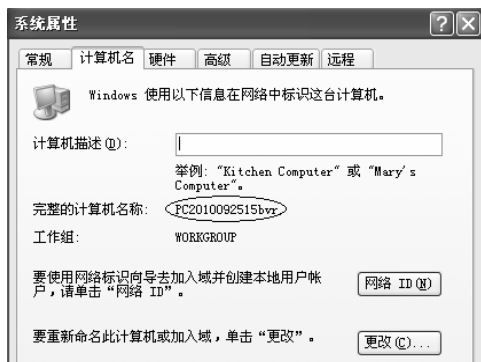 系统属性
常规 计算机名 硬件 高级 自动更新 远程
Windows 使用以下信息在网络中标识这台计算机。
计算机描述(D):
举例: "Kitchen Computer" 或 "Mary's
Computer"。
完整的计算机名称: PC2010092515bvr
工作组: WORKGROUP
要使用网络标识向导去加入域并创建本地用户帐
户，请单击“网络 ID”。
网络 ID(N)
要重新命名此计算机或加入域，单击“更改”。
更改(C)...